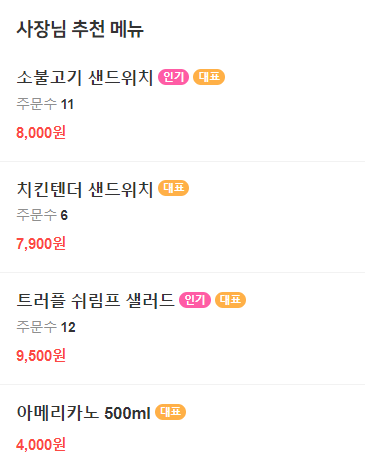 사장님 추천 메뉴
소불고기 샌드위치 인기 대표
주문수 11
8,000원
치킨텐더 샌드위치 대표
주문수 6
7,900원
트러플 쉬림프 샐러드 인기 대표
주문수 12
9,500원
아메리카노 500ml 대표
4,000원